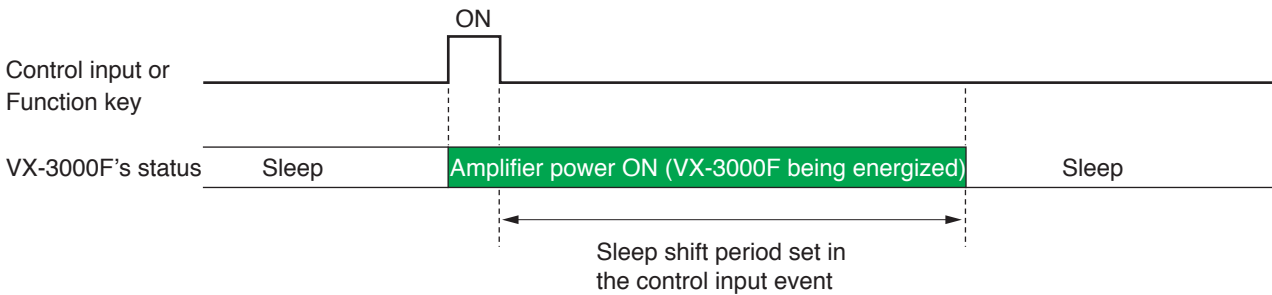 ON
Control input or
Function key
VX-3000F's status
Sleep
Amplifier power ON (VX-3000F being energized)
Sleep
Sleep shift period set in
the control input event